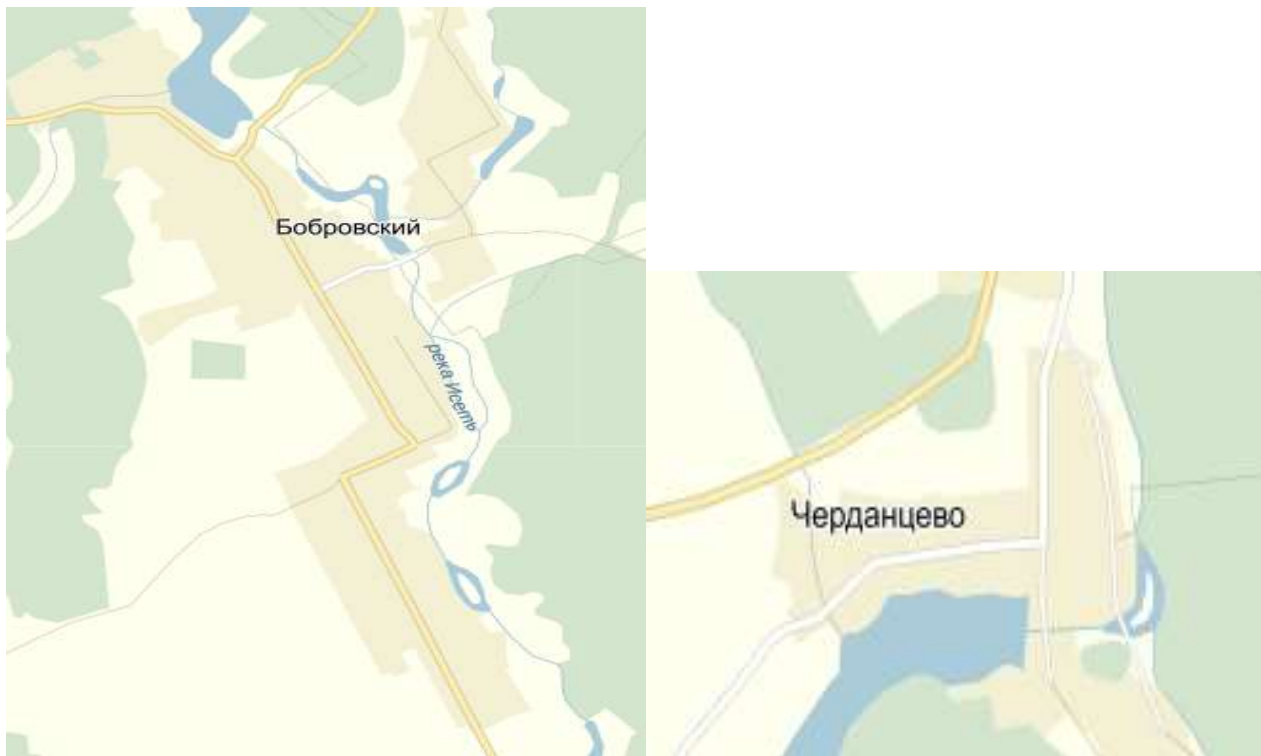 Бобровский
река Исеть
Черданцево